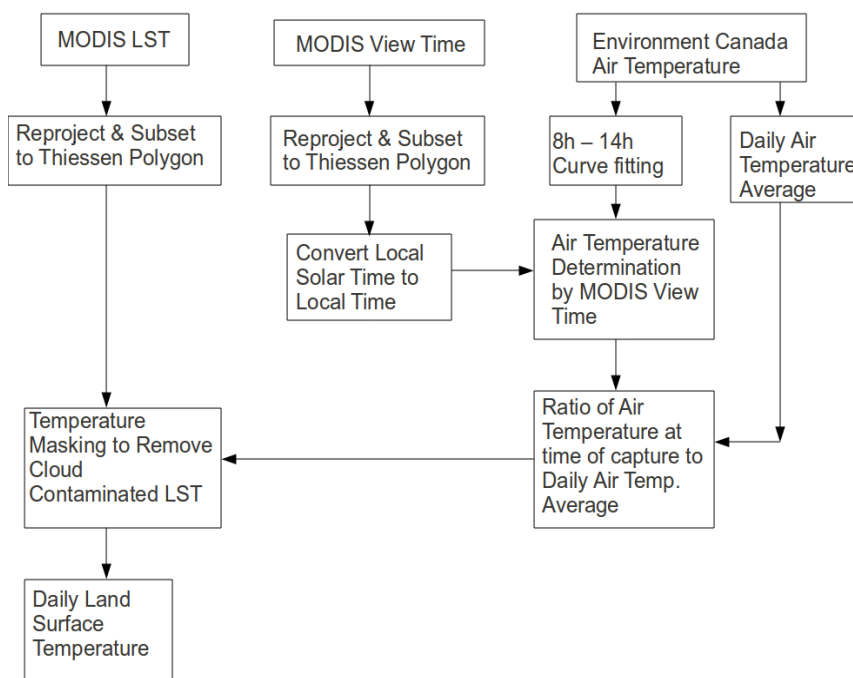 MODIS LST
MODIS View Time
Environment Canada
Air Temperature
Reproject & Subset
to Thiessen Polygon
Reproject & Subset
to Thiessen Polygon
8h – 14h
Curve fitting
Daily Air
Temperature
Average
Convert Local
Solar Time to
Local Time
Air Temperature
Determination
by MODIS View
Time
Temperature
Masking to Remove
Cloud
Contaminated LST
Ratio of Air
Temperature at
time of capture to
Daily Air Temp.
Average
Daily Land
Surface
Temperature